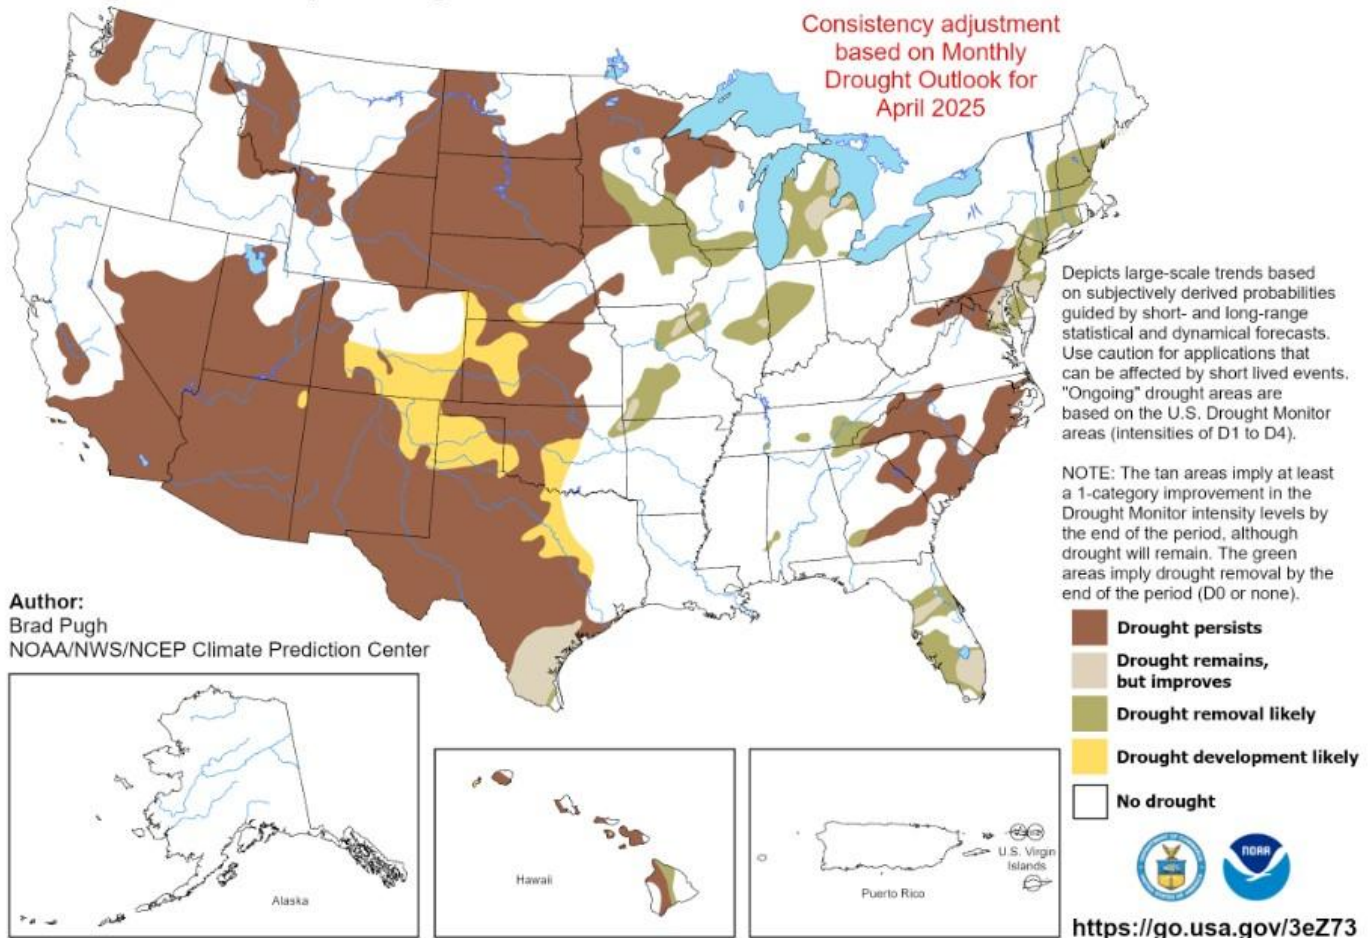 Consistency adjustment
based on Monthly
Drought Outlook for
April 2025
Depicts large-scale trends based
on subjectively derived probabilities
guided by short- and long-range
statistical and dynamical forecasts.
Use caution for applications that
can be affected by short lived events.
"Ongoing" drought areas are
based on the U.S. Drought Monitor
areas (intensities of D1 to D4).
NOTE: The tan areas imply at least
a 1-category improvement in the
Drought Monitor intensity levels by
the end of the period, although
drought will remain. The green
areas imply drought removal by the
end of the period (D0 or none).
Author:
Brad Pugh
NOAA/NWS/NCEP Climate Prediction Center
Drought persists
Drought remains,
but improves
Drought removal likely
Drought development likely
No drought
Alaska
Hawaii
Puerto Rico
U.S. Virgin
Islands
NOAA
https://go.usa.gov/3eZ73